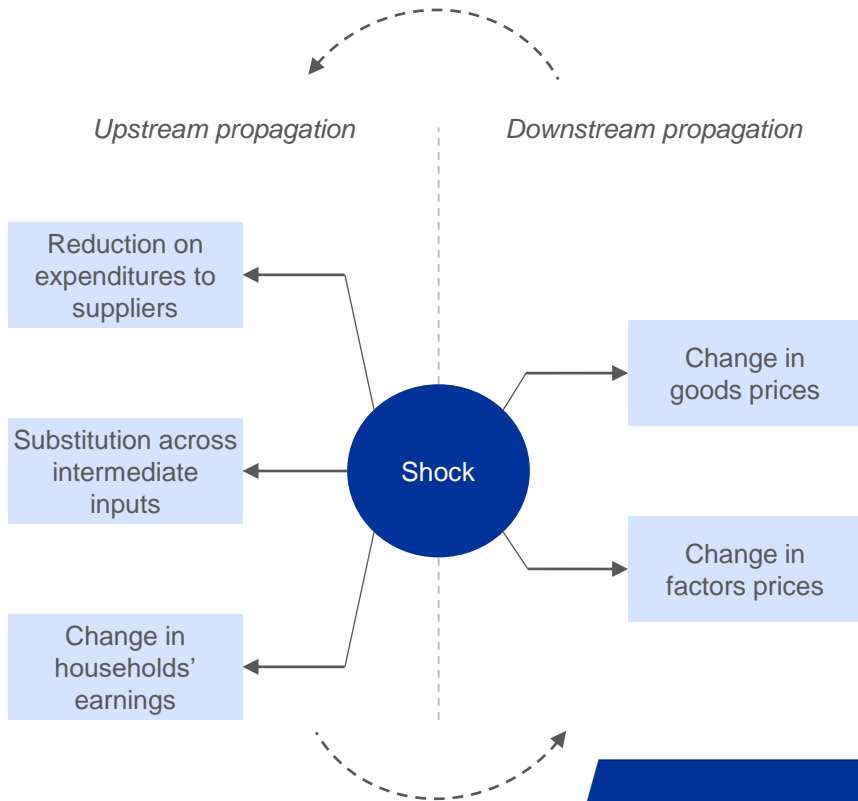 Upstream propagation
Downstream propagation
Reduction on
expenditures to
suppliers
Substitution across
intermediate
inputs
Change in
households'
earnings
Shock
Change in
goods prices
Change in
factors prices